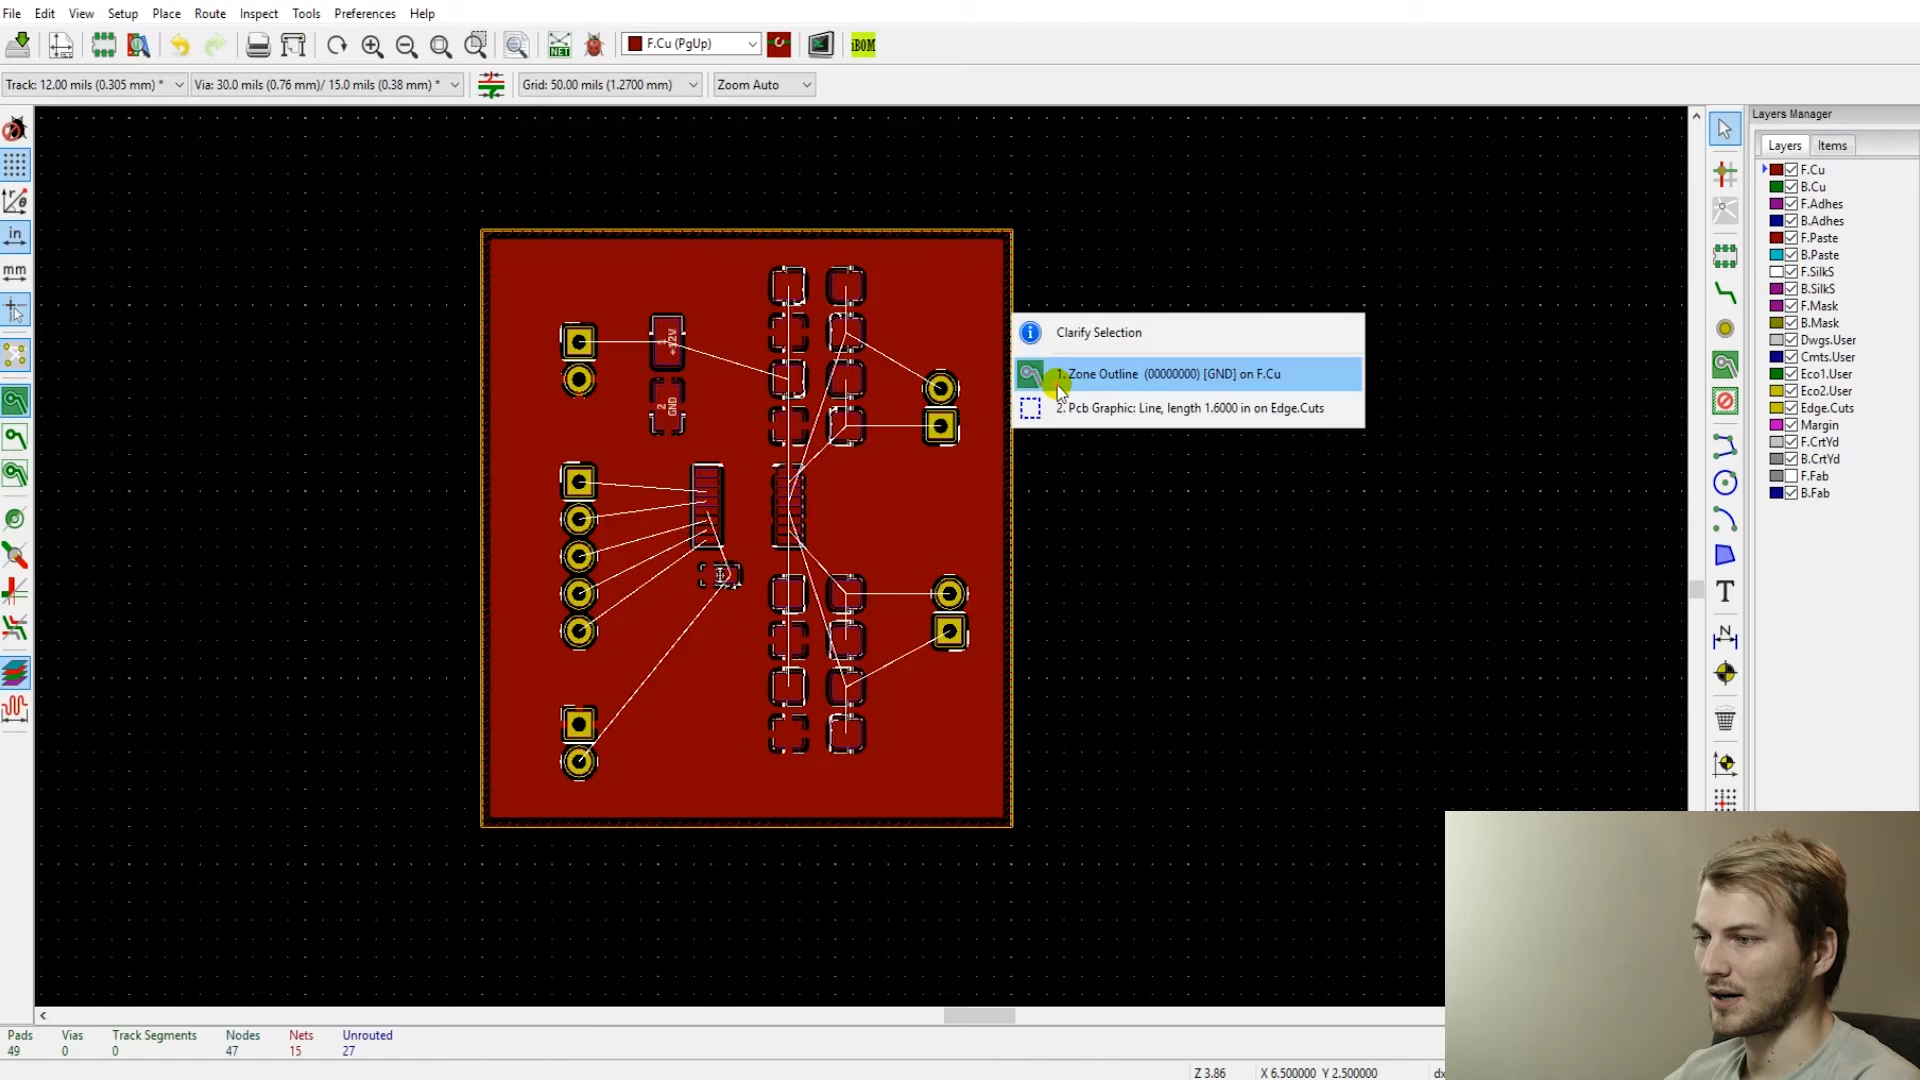 File Edit View Setup Place Route Inspect Tools Preferences Help
NET
F.Cu (PgUp)
iBOM
Track: 12.00 mils (0.305 mm) *
Via: 30.0 mils (0.76 mm)/ 15.0 mils (0.38 mm) *
Grid: 50.00 mils (1.2700 mm)
Zoom Auto
in
mm
T
N
1
+12V
2
GND
Clarify Selection
1. Zone Outline (00000000) [GND] on F.Cu
2. Pcb Graphic: Line, length 1.6000 in on Edge.Cuts
Layers Manager
Layers Items
F.Cu
B.Cu
F.Adhes
B.Adhes
F.Paste
B.Paste
F.SilkS
B.SilkS
F.Mask
B.Mask
Dwgs.User
Cmts.User
Eco1.User
Eco2.User
Edge.Cuts
Margin
F.CrtYd
B.CrtYd
F.Fab
B.Fab
Pads Vias Track Segments Nodes Nets Unrouted
49 0 0 47 15 27
Z 3.86 X 6.500000 Y 2.500000 dx